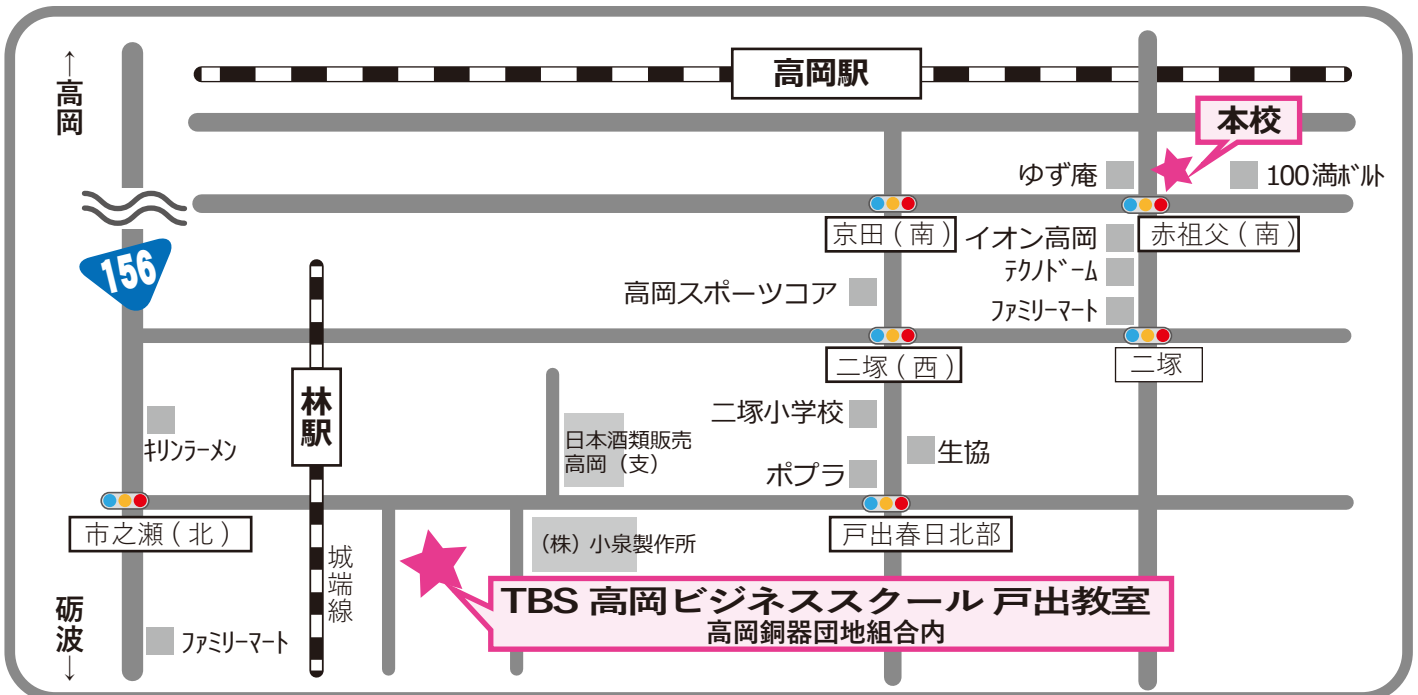 ↑高岡
高岡駅
本校
ゆず庵
100満ボルト
京田(南)
イオン高岡
赤祖父(南)
テクノドーム
156
高岡スポーツコア
ファミリーマート
二塚(西)
二塚
林駅
キリンラーメン
二塚小学校
日本酒類販売
高岡(支)
生協
ポプラ
市之瀬(北)
戸出春日北部
(株)小泉製作所
城端線
TBS 高岡ビジネススクール 戸出教室
高岡銅器団地組合内
砺波↓
ファミリーマート